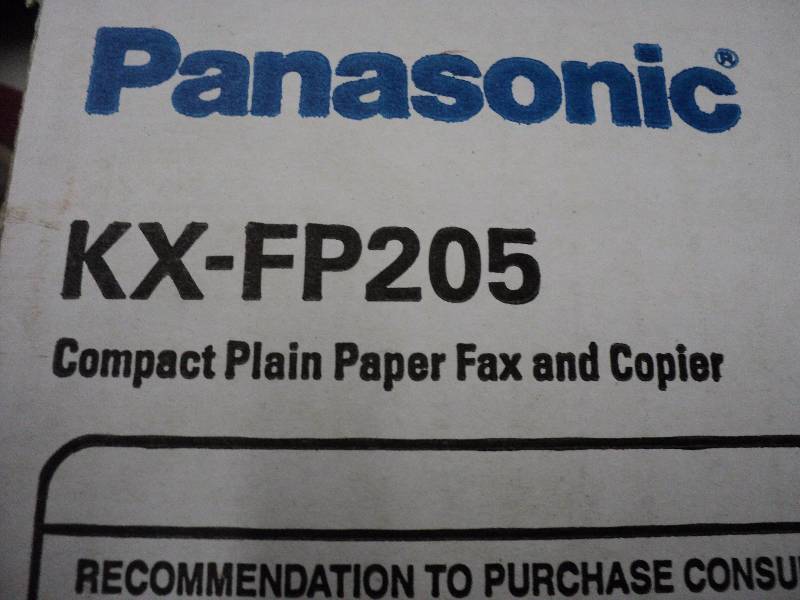 Panasonic®
KX-FP205
Compact Plain Paper Fax and Copier
RECOMMENDATION TO PURCHASE